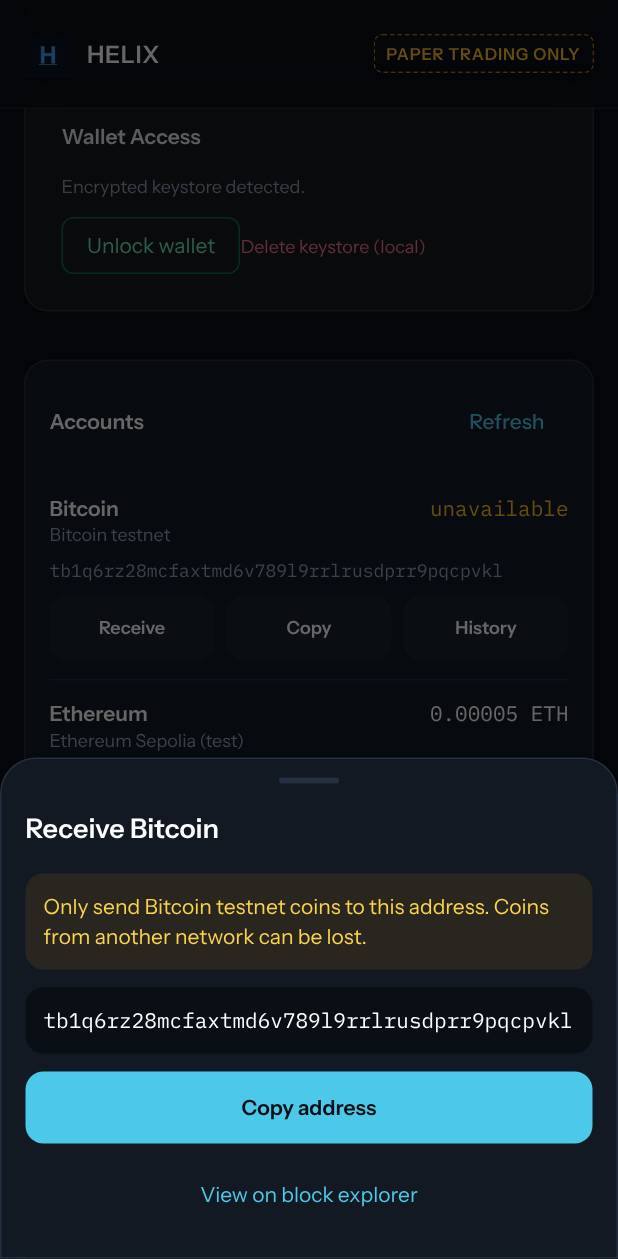 H HELIX PAPER TRADING ONLY
Wallet Access
Encrypted keystore detected.
Unlock wallet Delete keystore (local)
Accounts Refresh
Bitcoin unavailable
Bitcoin testnet
tb1q6rz28mcfaxtmd6v789l9rrlrusdprr9pqcpvkl
Receive Copy History
Ethereum 0.00005 ETH
Ethereum Sepolia (test)
Receive Bitcoin
Only send Bitcoin testnet coins to this address. Coins
from another network can be lost.
tb1q6rz28mcfaxtmd6v789l9rrlrusdprr9pqcpvkl
Copy address
View on block explorer